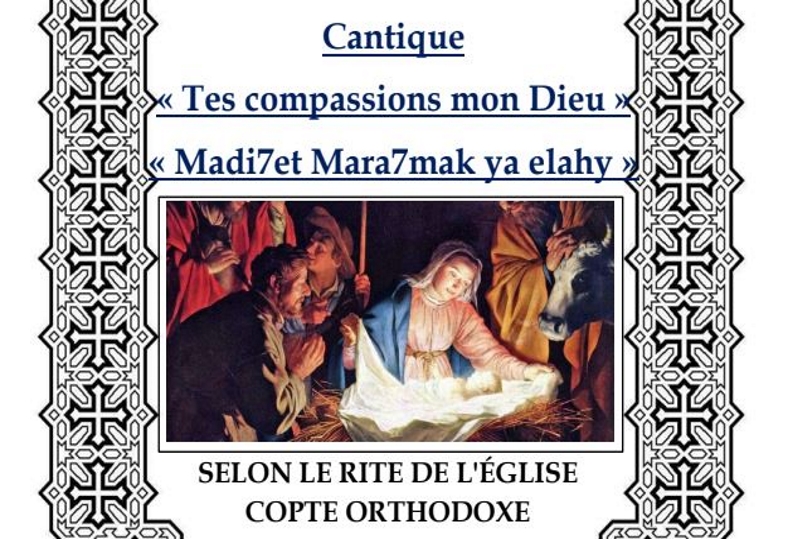 Cantique
« Tes compassions mon Dieu »
« Madi7et Mara7mak ya elahy »
SELON LE RITE DE L'ÉGLISE
COPTE ORTHODOXE